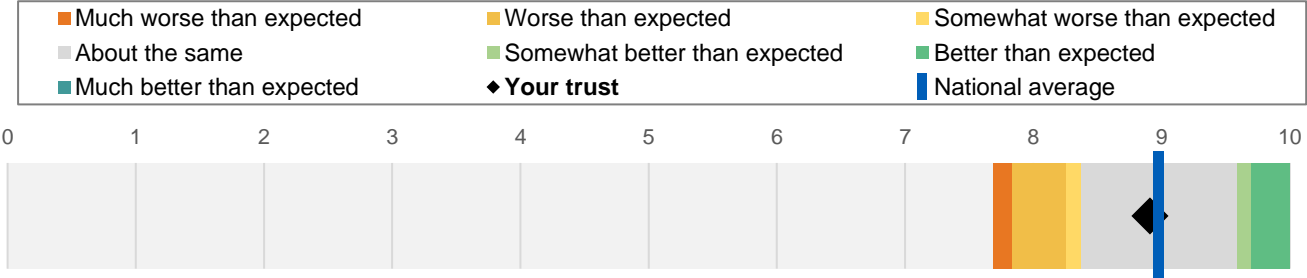 Much worse than expected Worse than expected Somewhat worse than expected
About the same Somewhat better than expected Better than expected
Much better than expected Your trust National average
0 1 2 3 4 5 6 7 8 9 10